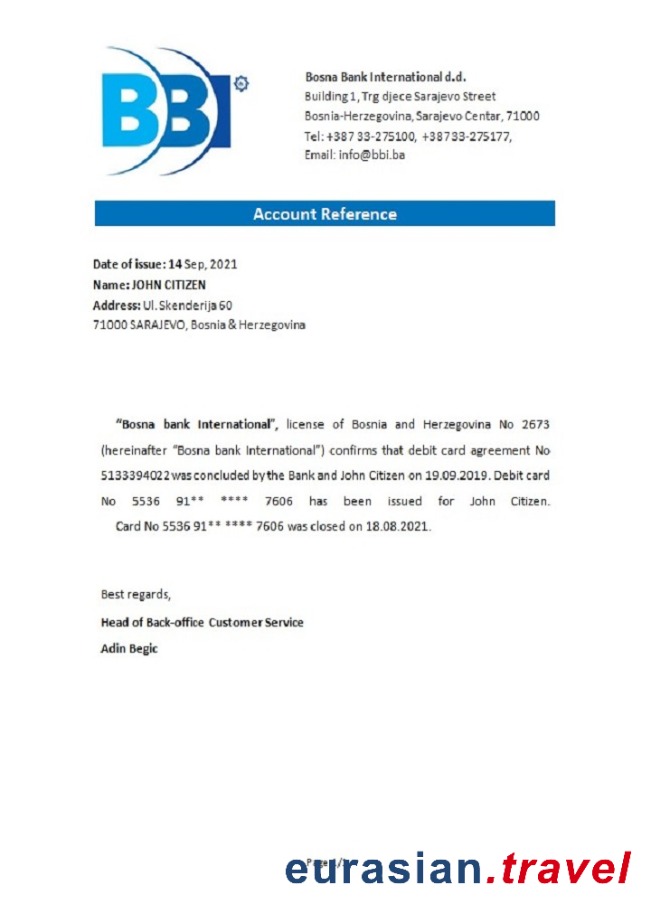 BBI
Bosna Bank International d.d.
Building 1, Trg djece Sarajevo Street
Bosnia-Herzegovina, Sarajevo Centar, 71000
Tel: +387 33-275100, +387 33-275177,
Email: info@bbi.ba
Account Reference
Date of issue: 14 Sep, 2021
Name: JOHN CITIZEN
Address: Ul. Skenderija 60
71000 SARAJEVO, Bosnia & Herzegovina
"Bosna bank International", license of Bosnia and Herzegovina No 2673
(hereinafter "Bosna bank International") confirms that debit card agreement No
5133394022 was concluded by the Bank and John Citizen on 19.09.2019. Debit card
No 5536 91** **** 7606 has been issued for John Citizen.
Card No 5536 91** **** 7606 was closed on 18.08.2021.
Best regards,
Head of Back-office Customer Service
Adin Begic
eurasian.travel